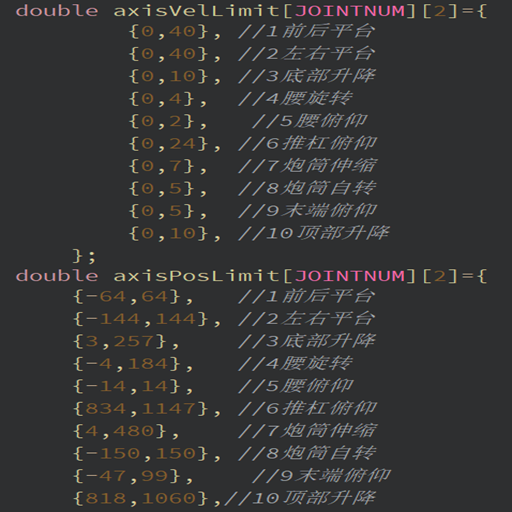 double axisVelLimit[JOINTNUM][2]={
{0,40}, //1前后平台
{0,40}, //2左右平台
{0,10}, //3底部升降
{0,4}, //4腰旋转
{0,2}, //5腰俯仰
{0,24}, //6推杠俯仰
{0,7}, //7炮筒伸缩
{0,5}, //8炮筒自转
{0,5}, //9末端俯仰
{0,10}, //10顶部升降
};
double axisPosLimit[JOINTNUM][2]={
{-64,64}, //1前后平台
{-144,144}, //2左右平台
{3,257}, //3底部升降
{-4,184}, //4腰旋转
{-14,14}, //5腰俯仰
{834,1147}, //6推杠俯仰
{4,480}, //7炮筒伸缩
{-150,150}, //8炮筒自转
{-47,99}, //9末端俯仰
{818,1060},//10顶部升降